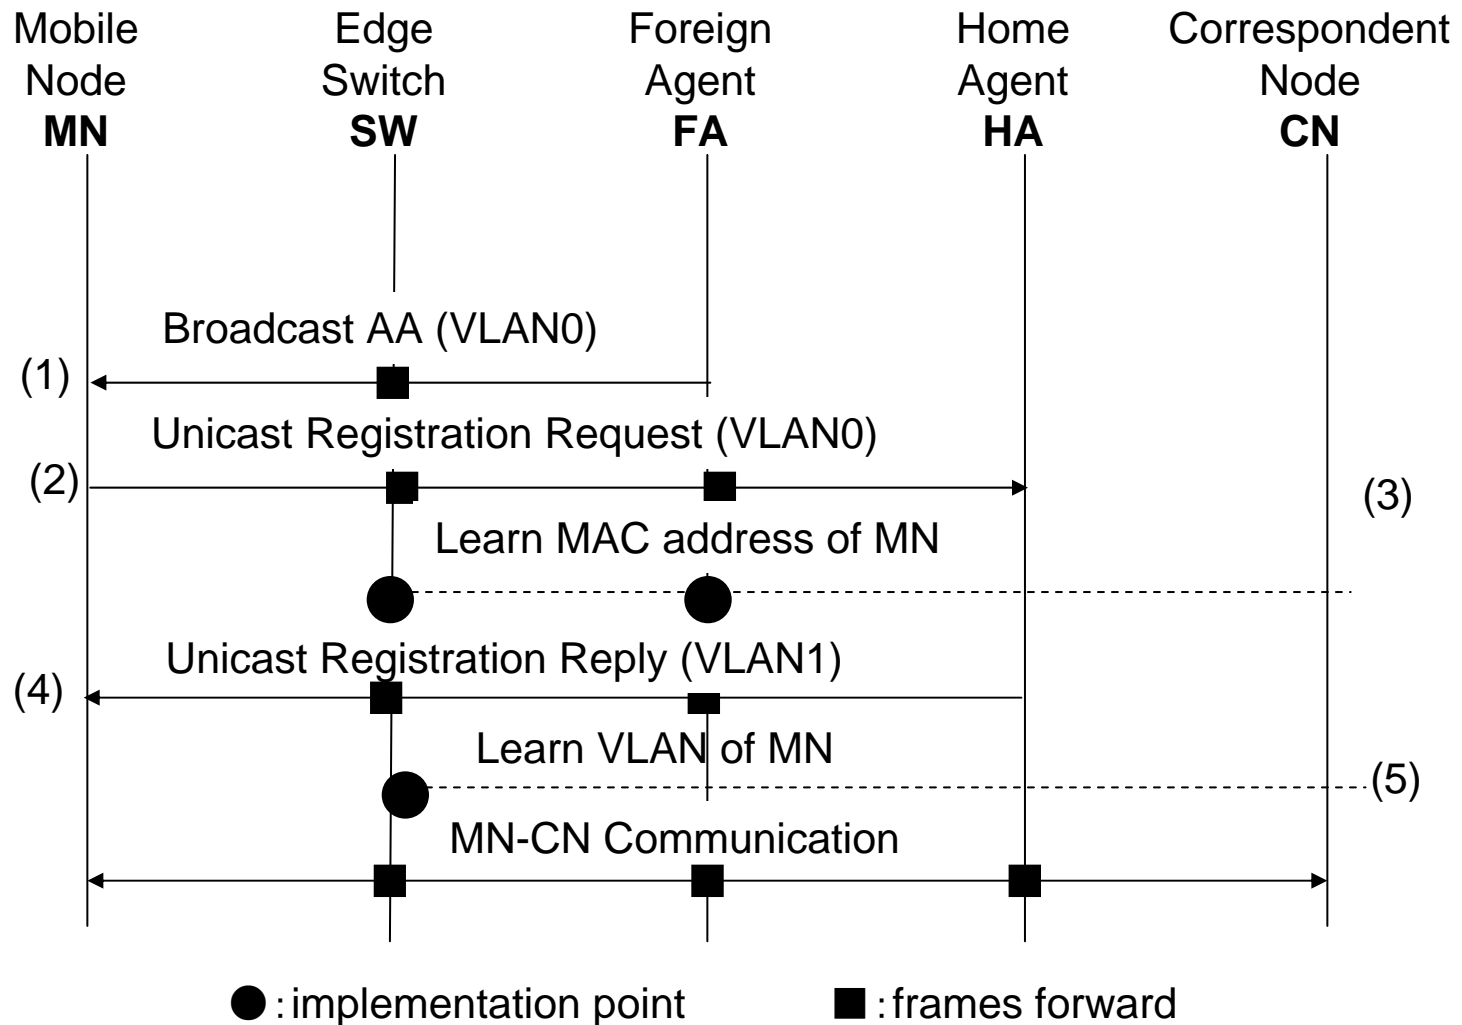 Mobile Node MN
Edge Switch SW
Foreign Agent FA
Home Agent HA
Correspondent Node CN
Broadcast AA (VLAN0)
(1)
Unicast Registration Request (VLAN0)
(2)
(3)
Learn MAC address of MN
Unicast Registration Reply (VLAN1)
(4)
Learn VLAN of MN
(5)
MN-CN Communication
: implementation point
: frames forward